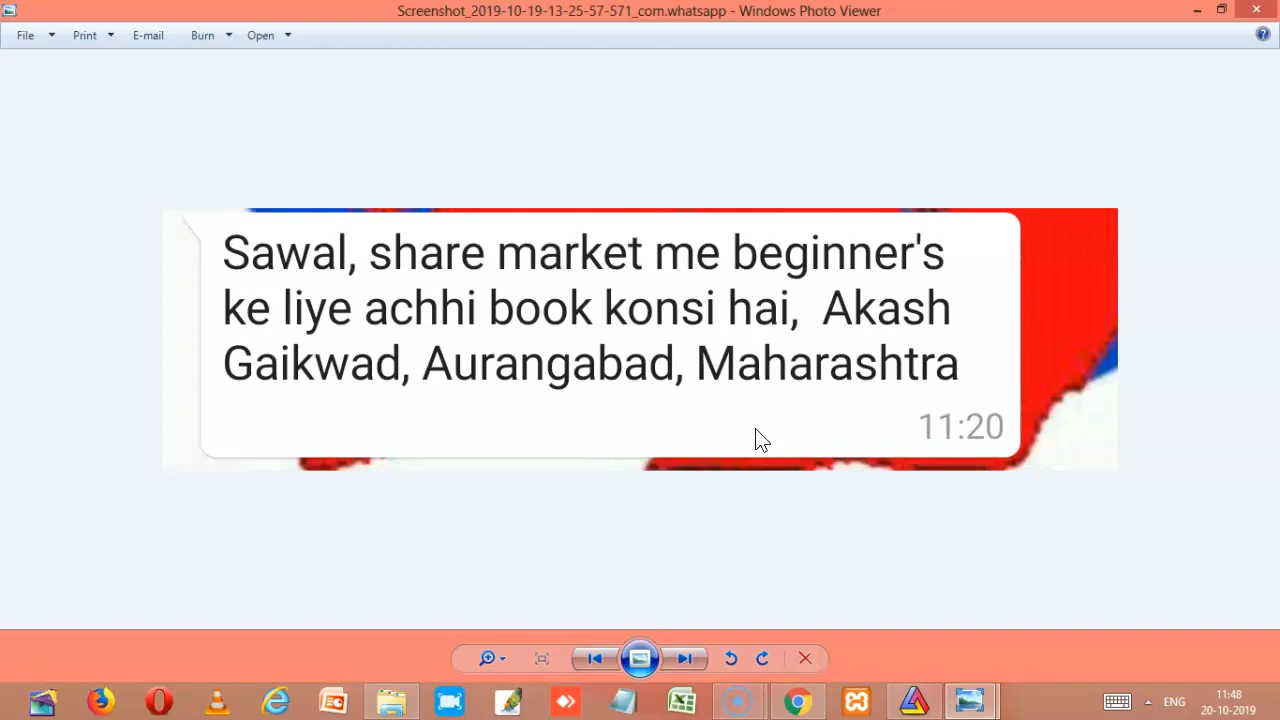 Screenshot_2019-10-19-13-25-57-571_com.whatsapp - Windows Photo Viewer
File Print E-mail Burn Open
Sawal, share market me beginner's
ke liye achhi book konsi hai,  Akash
Gaikwad, Aurangabad, Maharashtra
11:20
ENG
11:48
20-10-2019